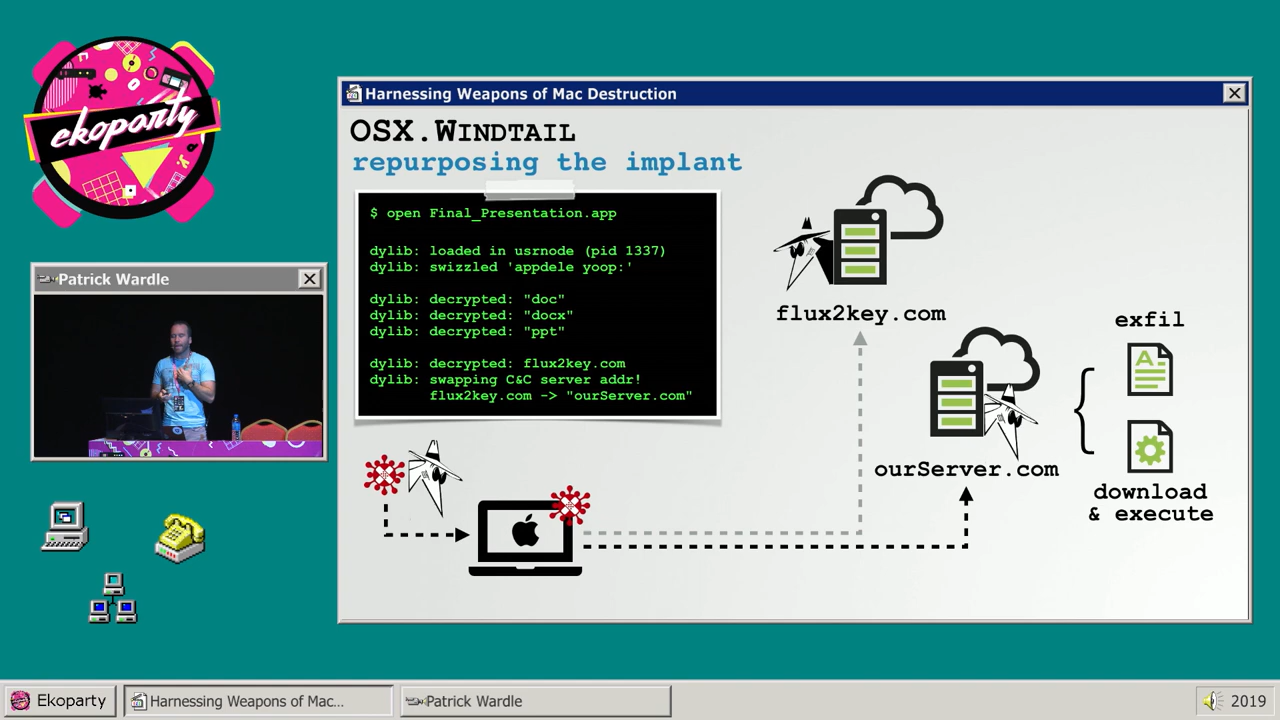 ekoparty
Patrick Wardle
Harnessing Weapons of Mac Destruction
OSX.WINDTAIL
repurposing the implant
$ open Final_Presentation.app
dylib: loaded in usrnode (pid 1337)
dylib: swizzled 'appdele yoop:'
dylib: decrypted: "doc"
dylib: decrypted: "docx"
dylib: decrypted: "ppt"
dylib: decrypted: flux2key.com
dylib: swapping C&C server addr!
flux2key.com -> "ourServer.com"
flux2key.com
ourServer.com
exfil
A
download
& execute
Ekoparty
Harnessing Weapons of Mac...
Patrick Wardle
2019